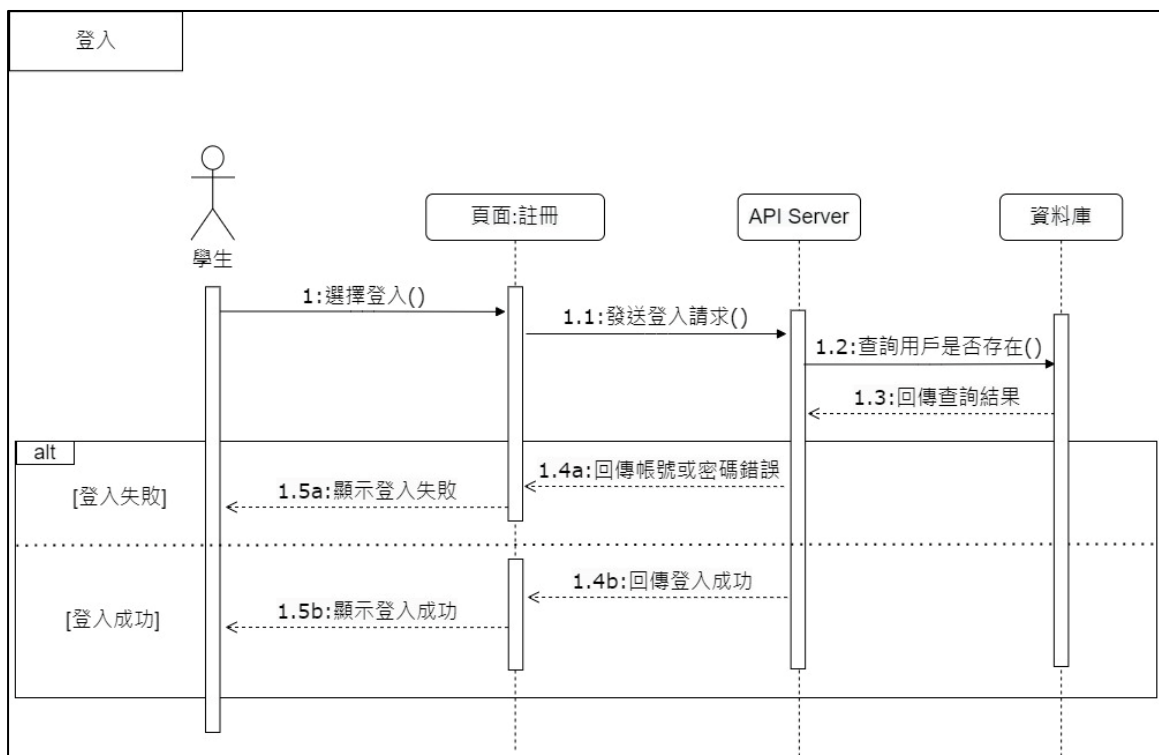 登入
學生
頁面:註冊
API Server
資料庫
1:選擇登入()
1.1:發送登入請求()
1.2:查詢用戶是否存在()
1.3:回傳查詢結果
alt
[登入失敗]
1.4a:回傳帳號或密碼錯誤
1.5a:顯示登入失敗
[登入成功]
1.4b:回傳登入成功
1.5b:顯示登入成功